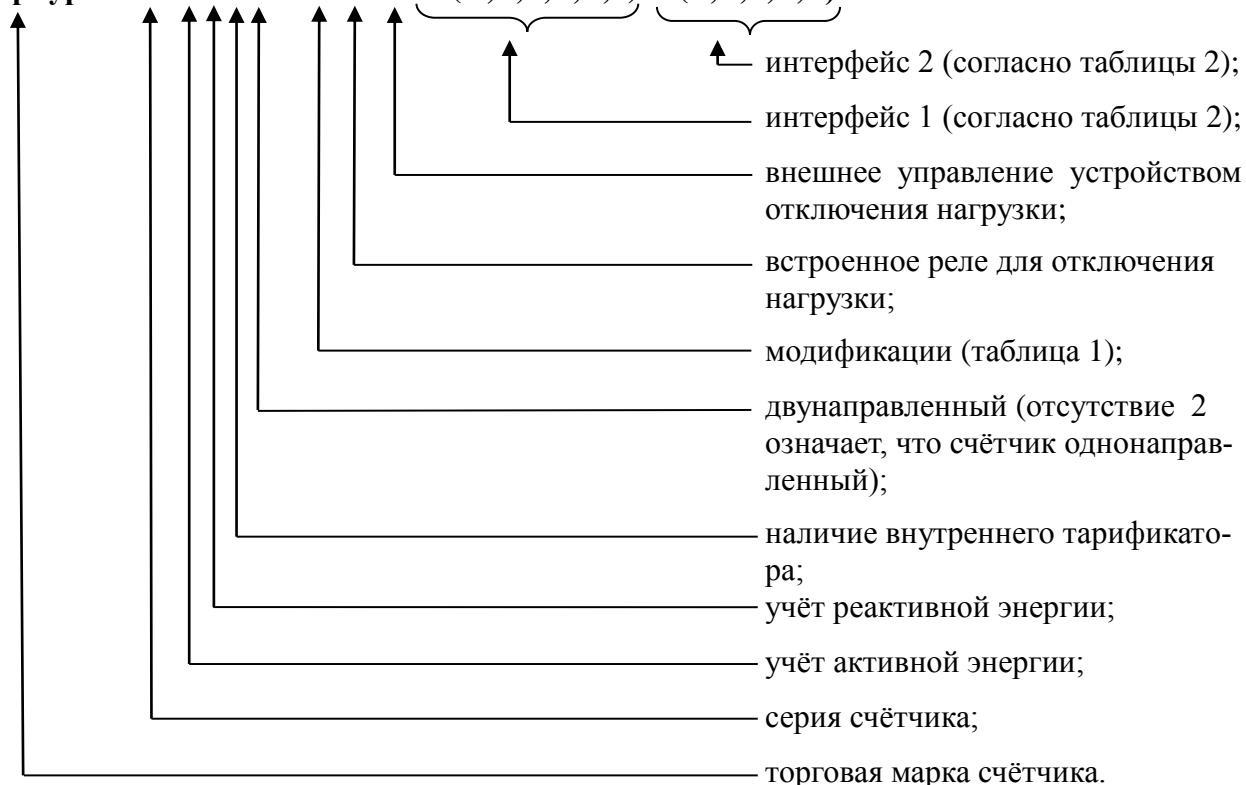 интерфейс 2 (согласно таблицы 2);
интерфейс 1 (согласно таблицы 2);
внешнее управление устройством
отключения нагрузки;
встроенное реле для отключения
нагрузки;
модификации (таблица 1);
двунаправленный (отсутствие 2
означает, что счётчик однонаправ-
ленный);
наличие внутреннего тарификато-
ра;
учёт реактивной энергии;
учёт активной энергии;
серия счётчика;
торговая марка счётчика.